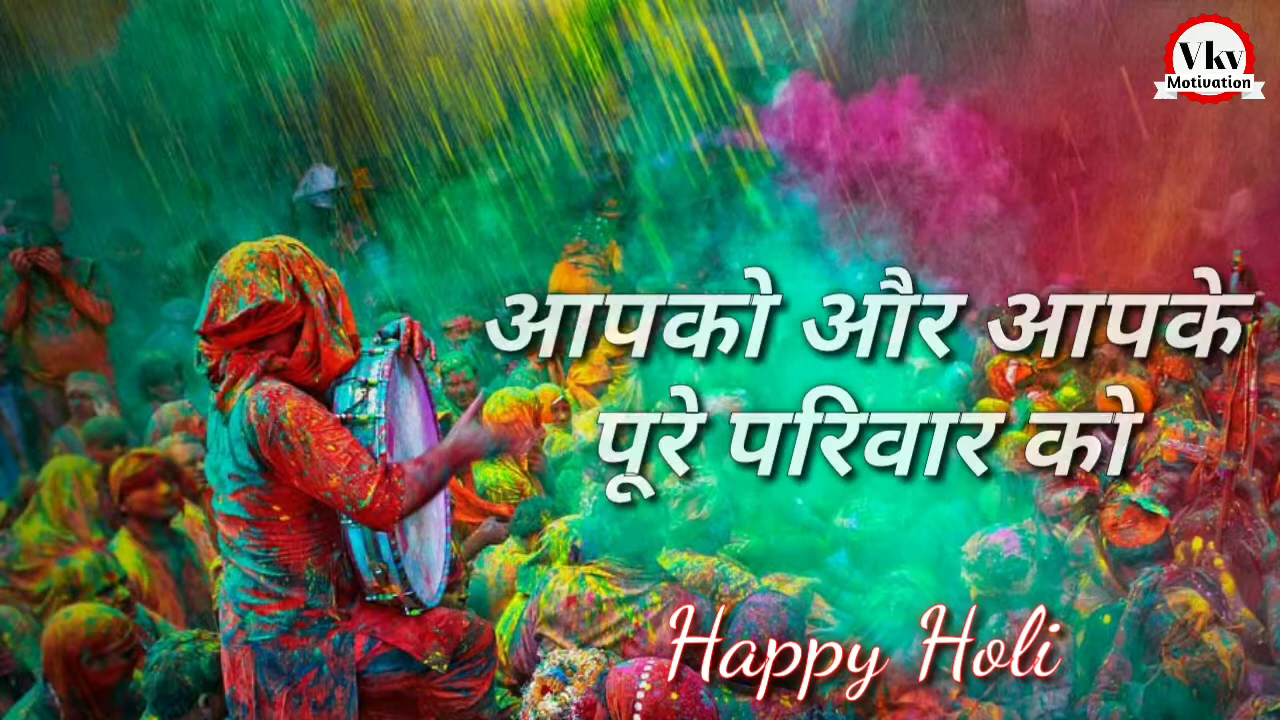 Vkv
Motivation
आपको और आपके
पूरे परिवार को
Happy Holi